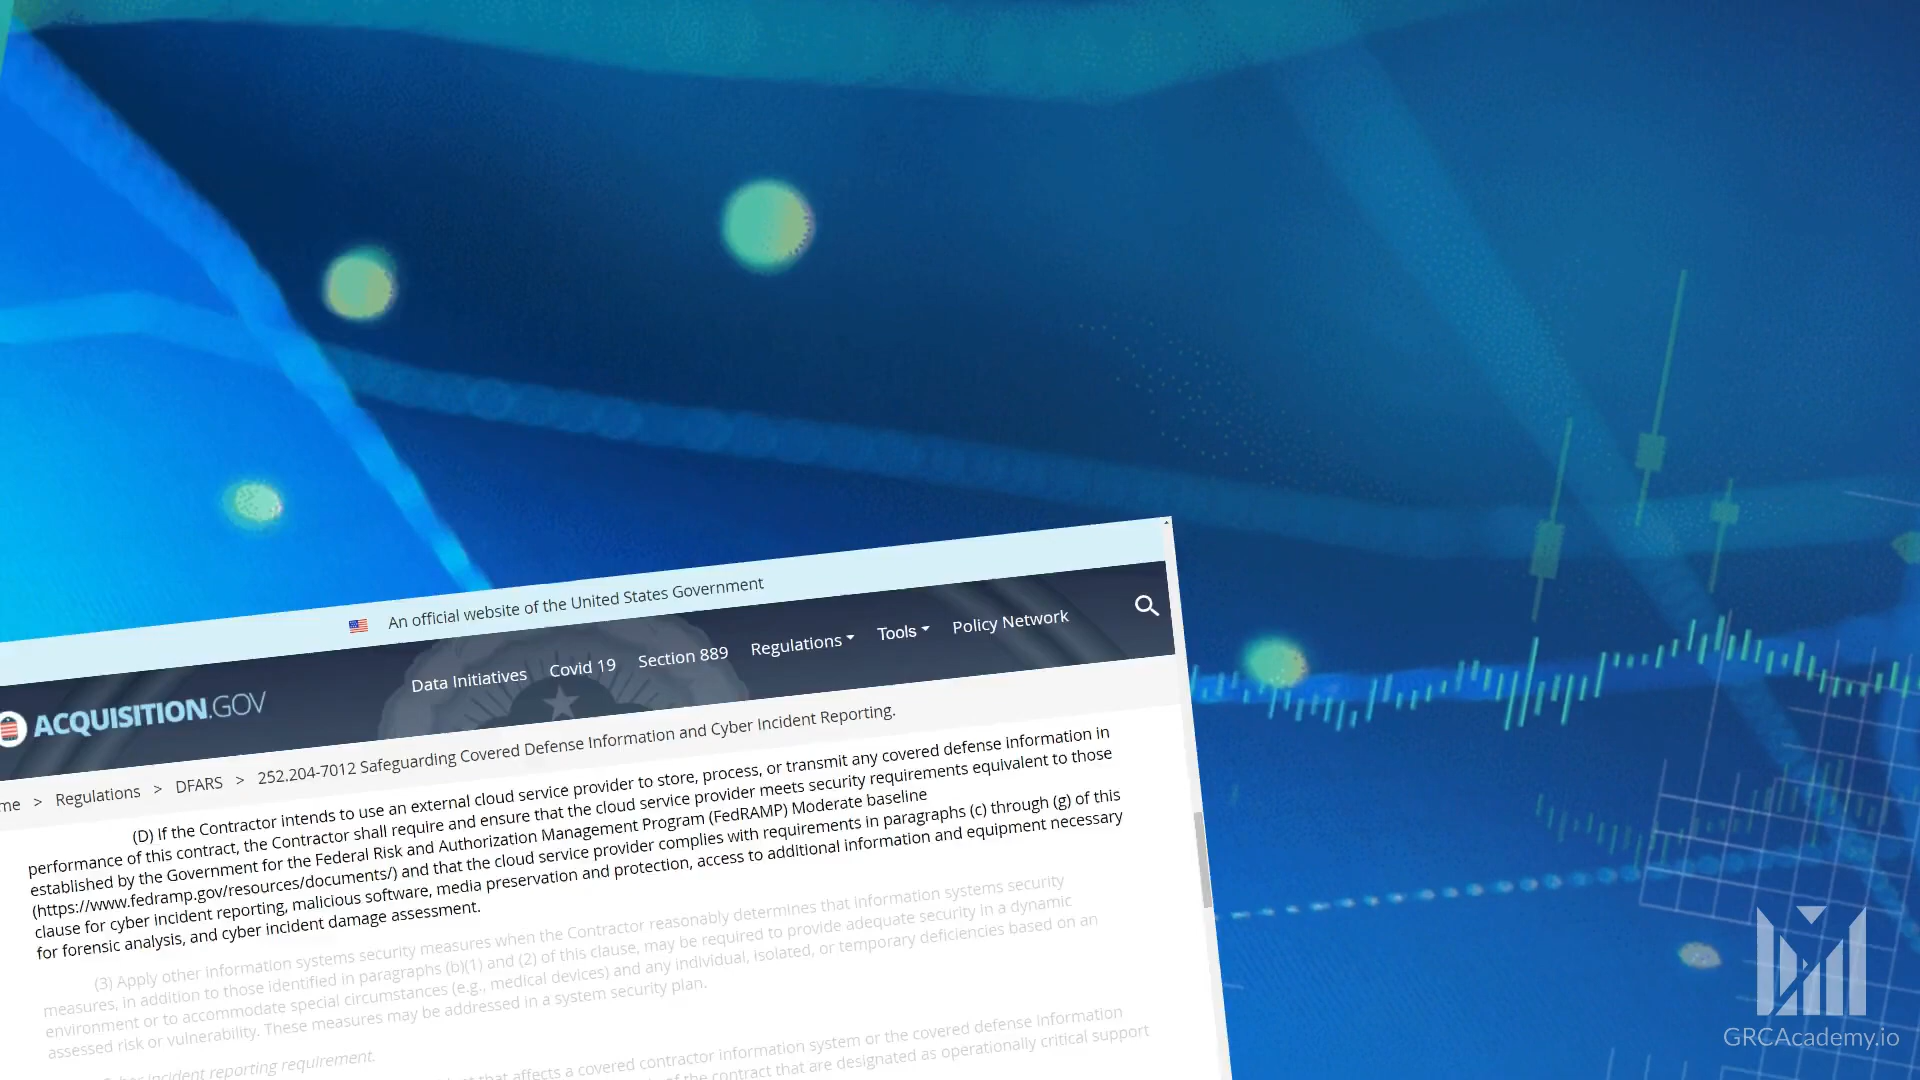 An official website of the United States Government
ACQUISITION.GOV
Data Initiatives Covid 19 Section 889 Regulations Tools Policy Network
me > Regulations > DFARS > 252.204-7012 Safeguarding Covered Defense Information and Cyber Incident Reporting.
(D) If the Contractor intends to use an external cloud service provider to store, process, or transmit any covered defense information in
performance of this contract, the Contractor shall require and ensure that the cloud service provider meets security requirements equivalent to those
established by the Government for the Federal Risk and Authorization Management Program (FedRAMP) Moderate baseline
(https://www.fedramp.gov/resources/documents/) and that the cloud service provider complies with requirements in paragraphs (c) through (g) of this
clause for cyber incident reporting, malicious software, media preservation and protection, access to additional information and equipment necessary
for forensic analysis, and cyber incident damage assessment.
(3) Apply other information systems security measures when the Contractor reasonably determines that information systems security
measures, in addition to those identified in paragraphs (b)(1) and (2) of this clause, may be required to provide adequate security in a dynamic
environment or to accommodate special circumstances (e.g., medical devices) and any individual, isolated, or temporary deficiencies based on an
assessed risk or vulnerability. These measures may be addressed in a system security plan.
incident reporting requirement.
that affects a covered contractor information system or the covered defense information
of the contract that are designated as operationally critical support
GRCAcademy.io